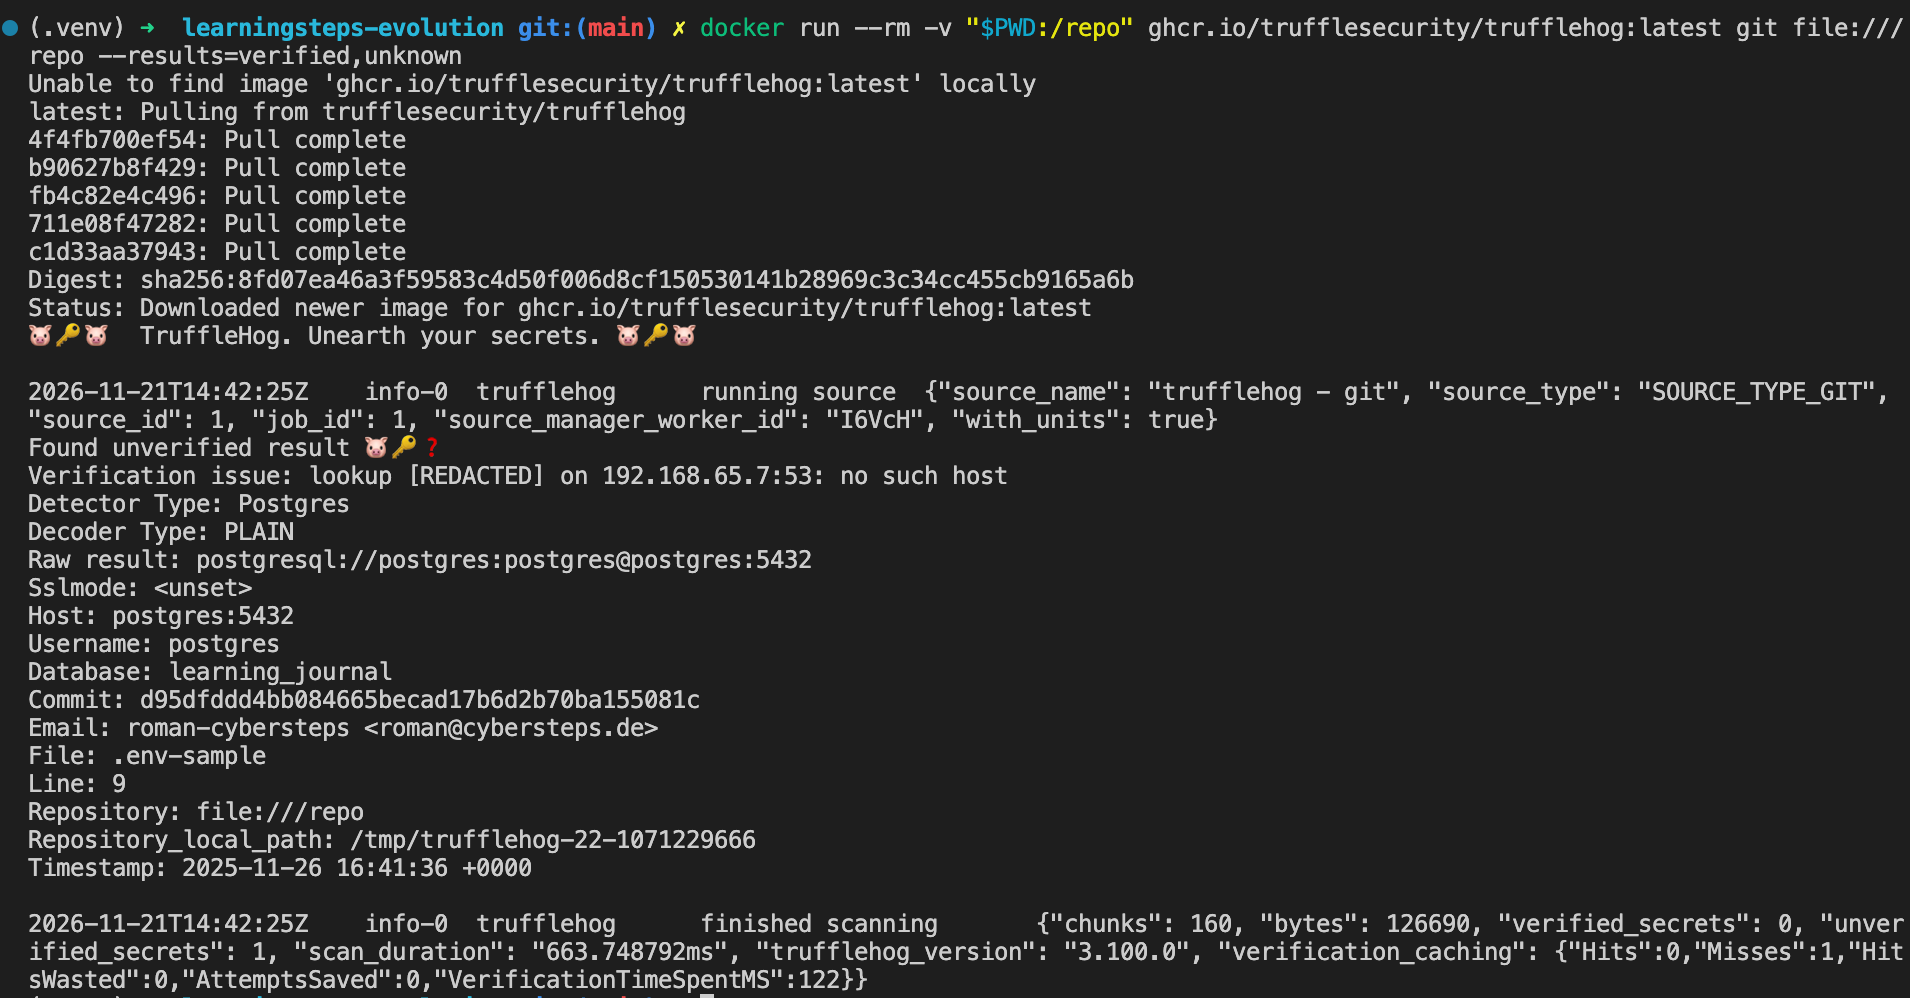 (.venv) ➜  learningsteps-evolution git:(main) ✗ docker run --rm -v "$PWD:/repo" ghcr.io/trufflesecurity/trufflehog:latest git file:///
repo --results=verified,unknown
Unable to find image 'ghcr.io/trufflesecurity/trufflehog:latest' locally
latest: Pulling from trufflesecurity/trufflehog
4f4fb700ef54: Pull complete
b90627b8f429: Pull complete
fb4c82e4c496: Pull complete
711e08f47282: Pull complete
c1d33aa37943: Pull complete
Digest: sha256:8fd07ea46a3f59583c4d50f006d8cf150530141b28969c3c34cc455cb9165a6b
Status: Downloaded newer image for ghcr.io/trufflesecurity/trufflehog:latest
🐷🔑🐷  TruffleHog. Unearth your secrets. 🐷🔑🐷
2026-11-21T14:42:25Z    info-0  trufflehog      running source  {"source_name": "trufflehog - git", "source_type": "SOURCE_TYPE_GIT",
"source_id": 1, "job_id": 1, "source_manager_worker_id": "I6VcH", "with_units": true}
Found unverified result 🐷🔑❓
Verification issue: lookup [REDACTED] on 192.168.65.7:53: no such host
Detector Type: Postgres
Decoder Type: PLAIN
Raw result: postgresql://postgres:postgres@postgres:5432
Sslmode: <unset>
Host: postgres:5432
Username: postgres
Database: learning_journal
Commit: d95dfddd4bb084665becad17b6d2b70ba155081c
Email: roman-cybersteps <roman@cybersteps.de>
File: .env-sample
Line: 9
Repository: file:///repo
Repository_local_path: /tmp/trufflehog-22-1071229666
Timestamp: 2025-11-26 16:41:36 +0000
2026-11-21T14:42:25Z    info-0  trufflehog      finished scanning       {"chunks": 160, "bytes": 126690, "verified_secrets": 0, "unver
ified_secrets": 1, "scan_duration": "663.748792ms", "trufflehog_version": "3.100.0", "verification_caching": {"Hits":0,"Misses":1,"Hit
sWasted":0,"AttemptsSaved":0,"VerificationTimeSpentMS":122}}